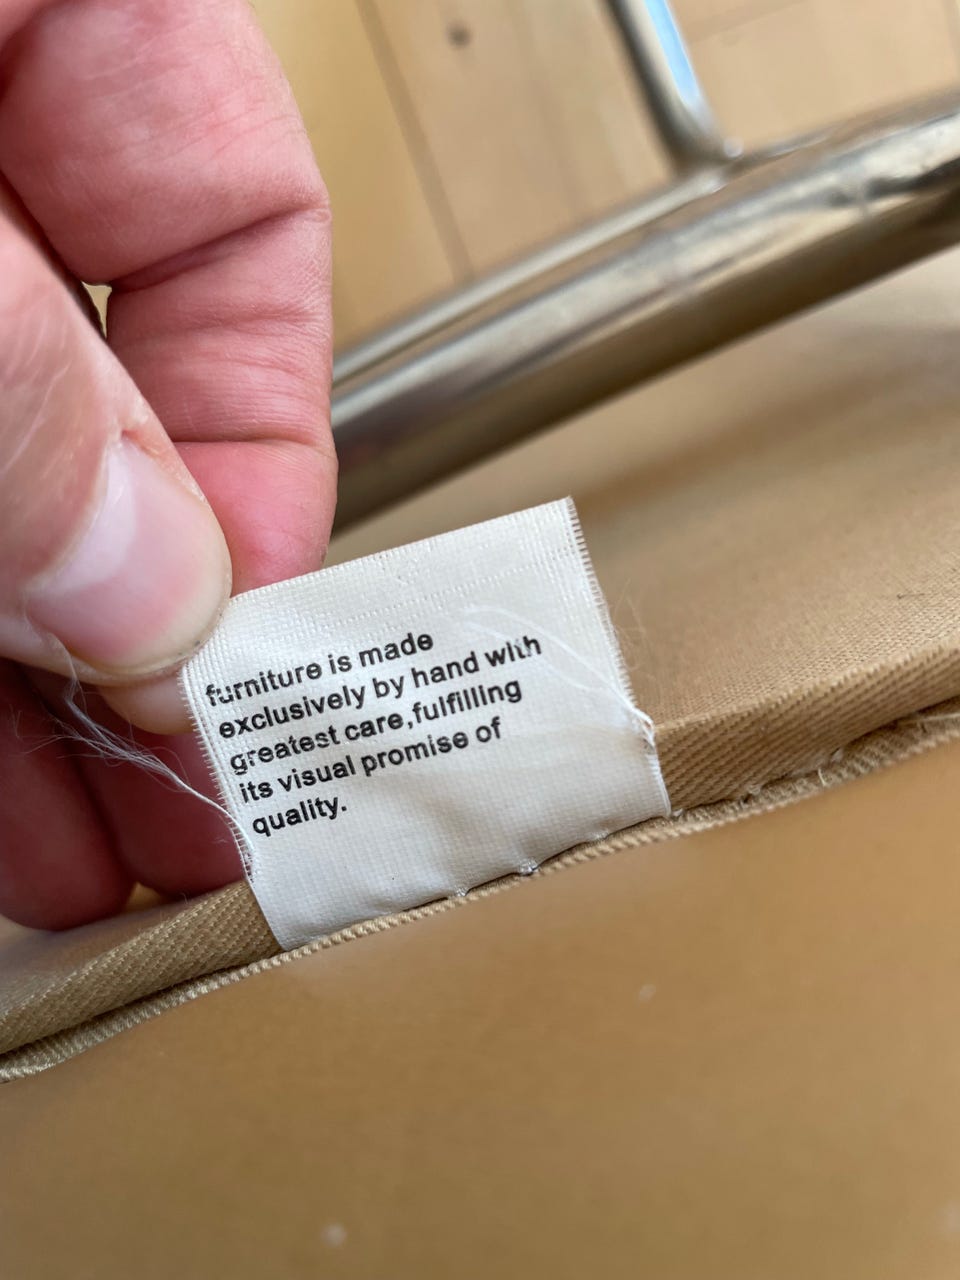 furniture is made
exclusively by hand with
greatest care,fulfilling
its visual promise of
quality.